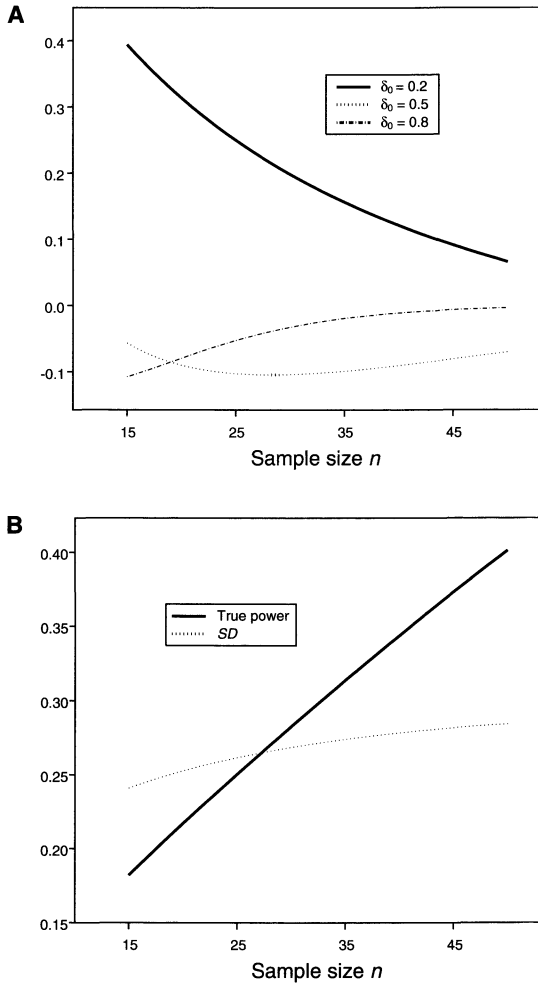 A
0.4
0.3
0.2
0.1
0.0
-0.1
δ₀ = 0.2
δ₀ = 0.5
δ₀ = 0.8
15 25 35 45
Sample size n
B
0.40
0.35
0.30
0.25
0.20
0.15
True power
SD
15 25 35 45
Sample size n